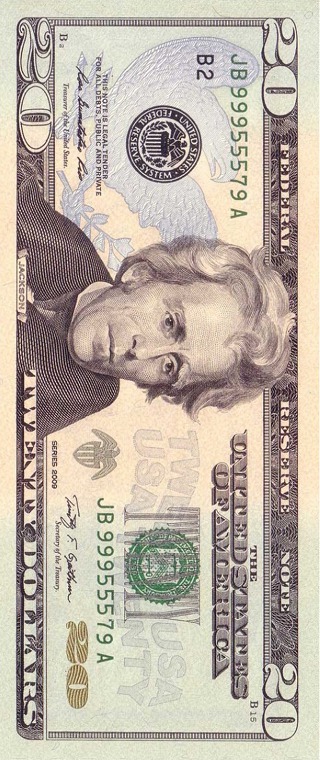 FEDERAL RESERVE NOTE
20
20
THE
UNITED STATES
OF AMERICA
JB 99955579 A
B2
B 15
UNITED STATES
FEDERAL RESERVE
SYSTEM
TWENTY
USA
USA
TWENTY
THIS NOTE IS LEGAL TENDER
FOR ALL DEBTS, PUBLIC AND PRIVATE
JB 99955579 A
Treasurer of the United States.
SERIES 2009
Secretary of the Treasury.
JACKSON
20
20
TWENTY DOLLARS
20